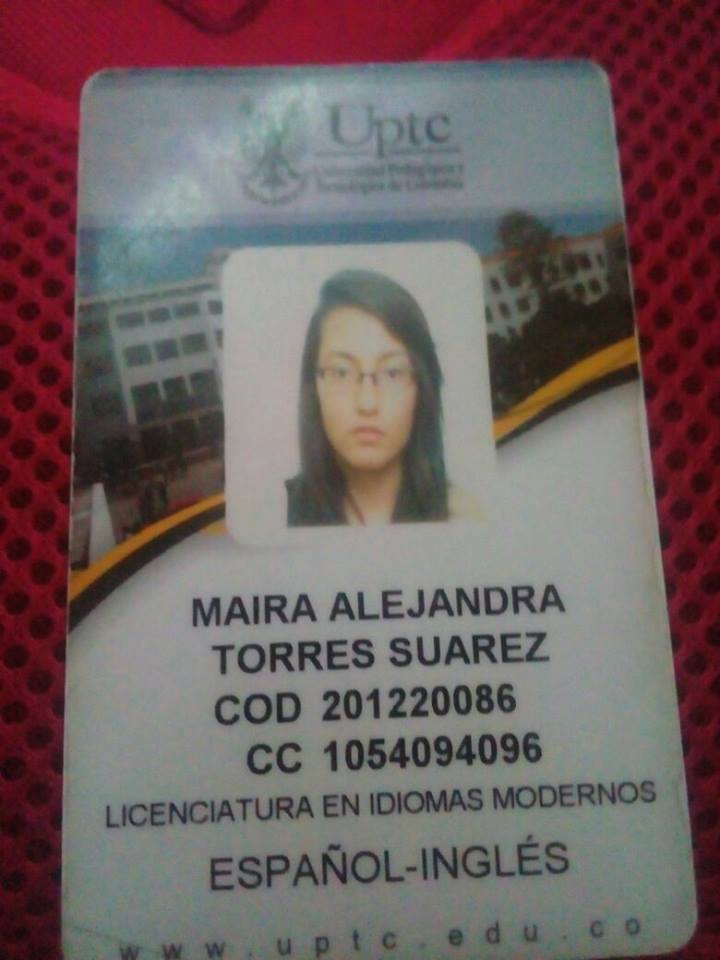 Uptc
Universidad Pedagógica y
Tecnológica de Colombia
MAIRA ALEJANDRA
TORRES SUAREZ
COD 201220086
CC 1054094096
LICENCIATURA EN IDIOMAS MODERNOS
ESPAÑOL-INGLÉS
www.uptc.edu.co